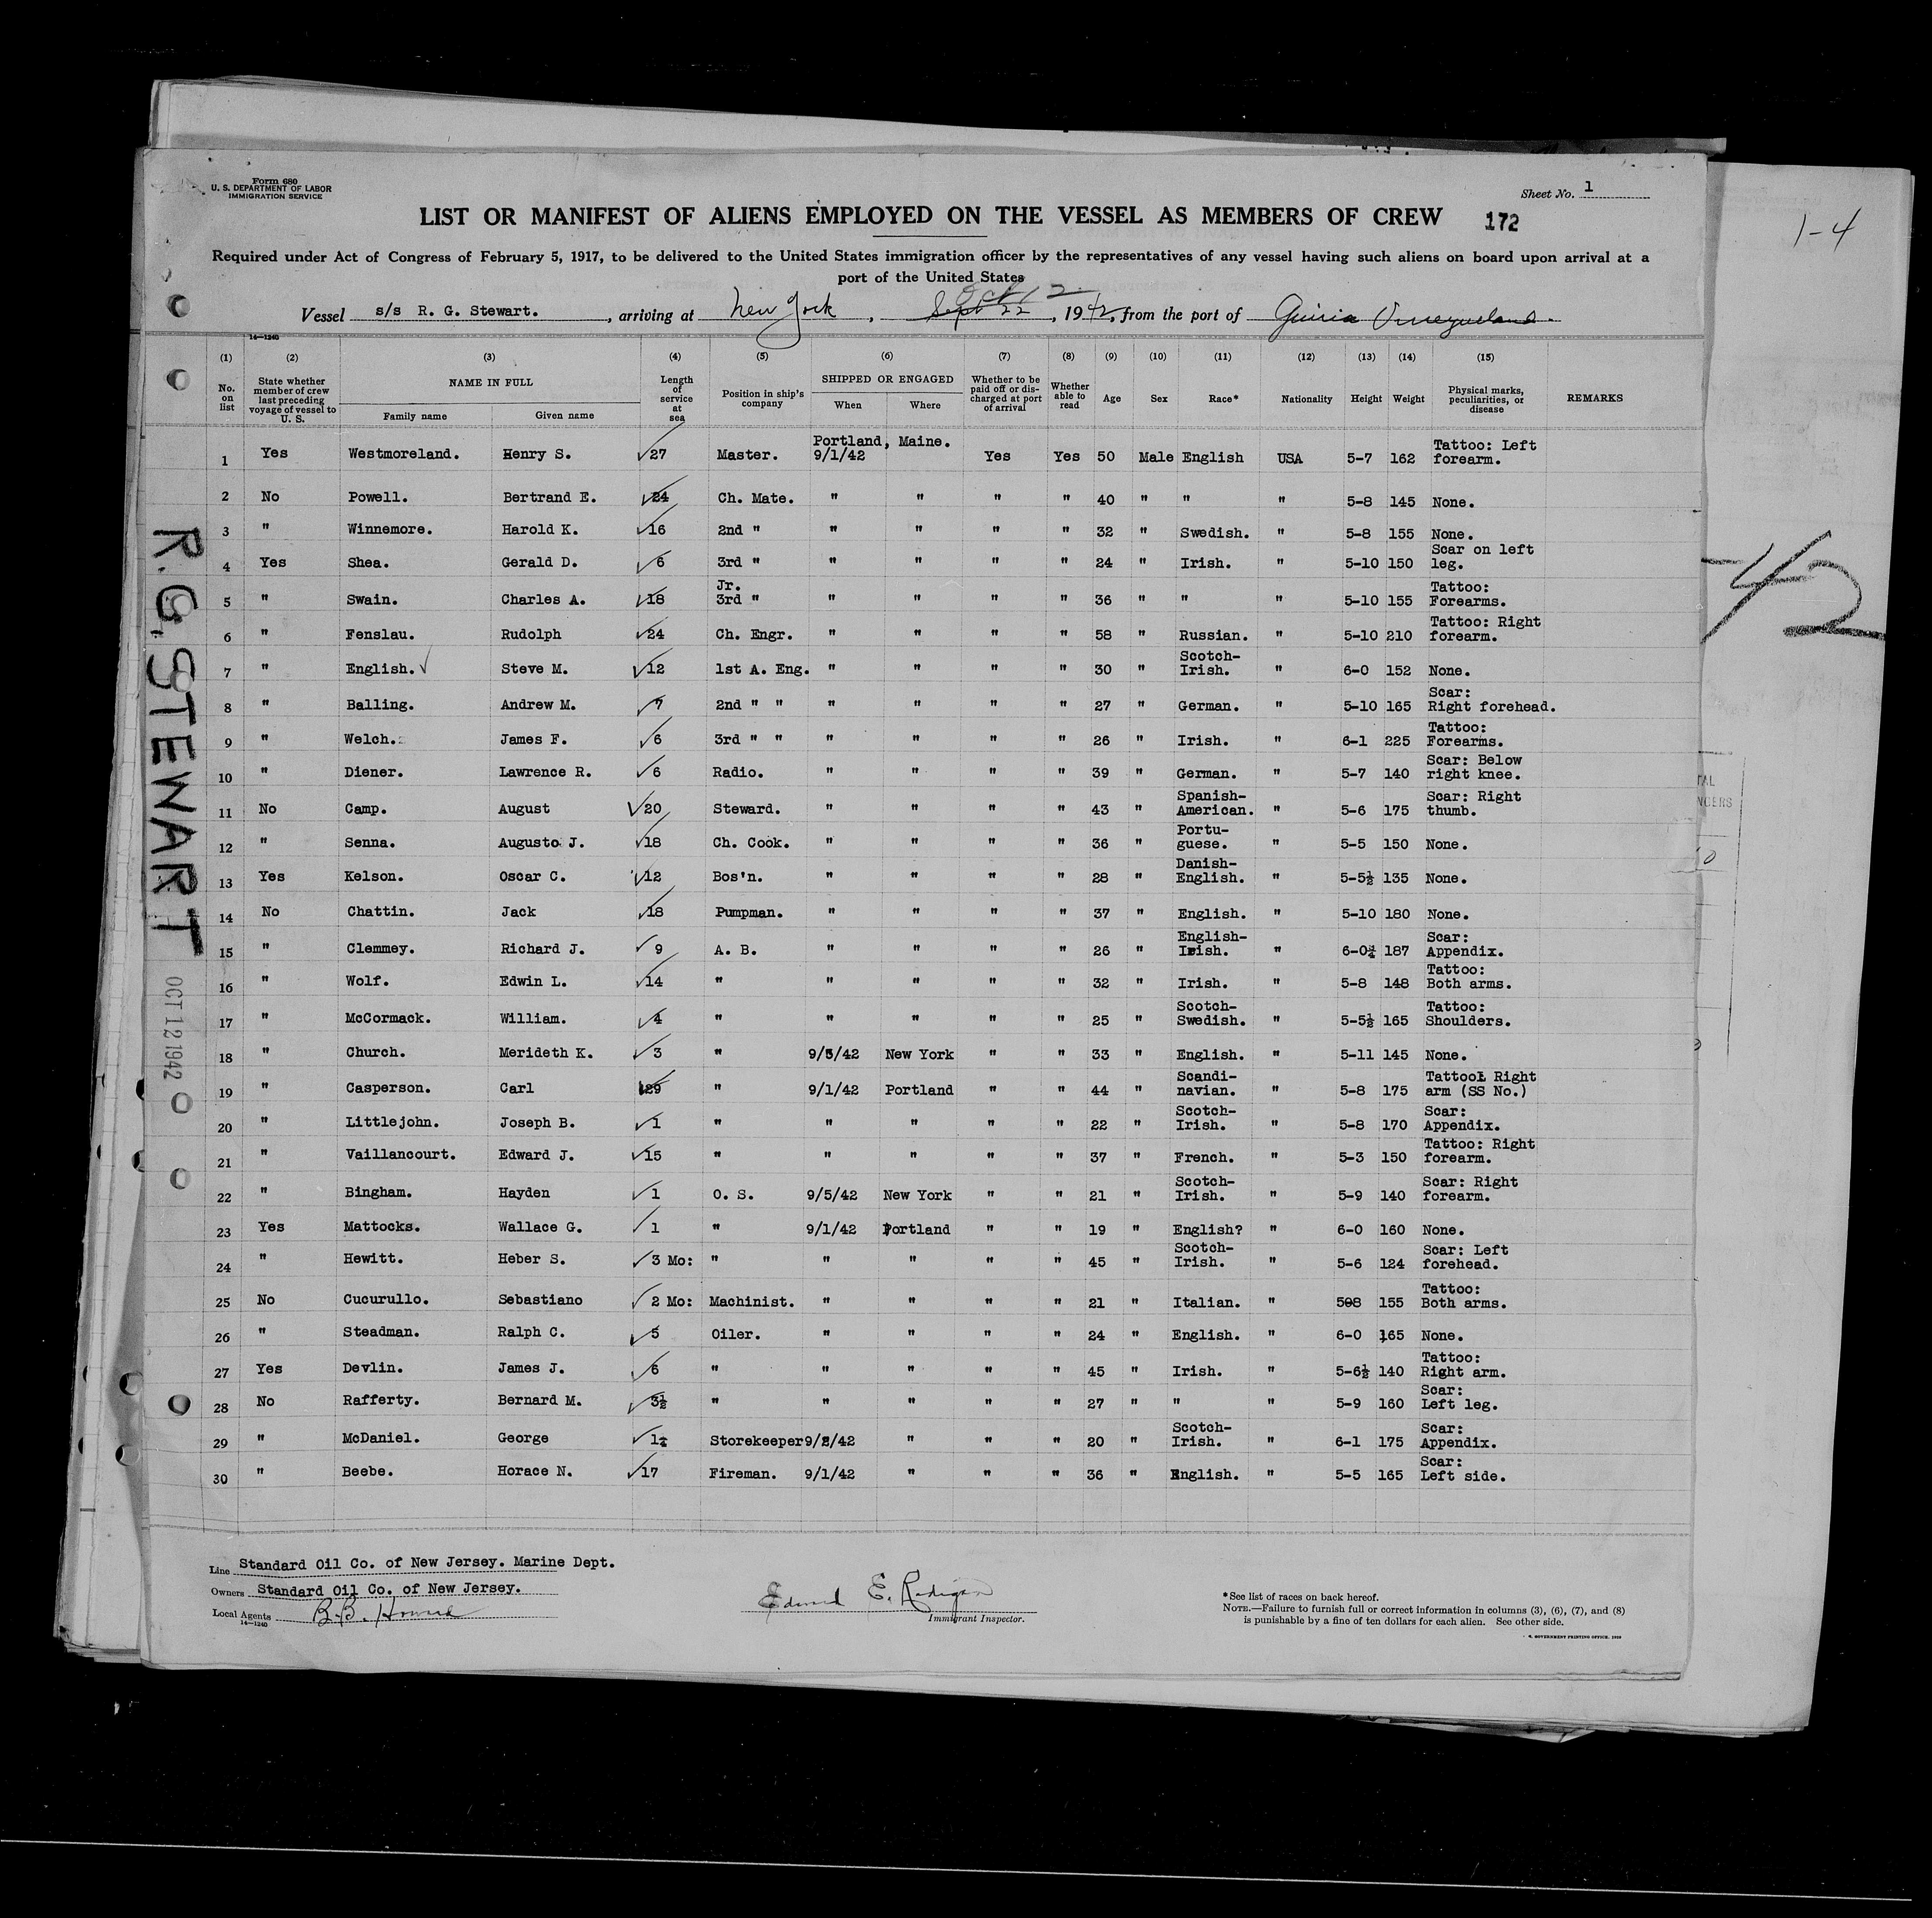 Form 680
U. S. DEPARTMENT OF LABOR
IMMIGRATION SERVICE
Sheet No. 1
LIST OR MANIFEST OF ALIENS EMPLOYED ON THE VESSEL AS MEMBERS OF CREW 172
Required under Act of Congress of February 5, 1917, to be delivered to the United States immigration officer by the representatives of any vessel having such aliens on board upon arrival at a
port of the United States
Oct 12
Vessel s/s R. G. Stewart. , arriving at New York , Sept 22 , 1942, from the port of Guiria
14—1240
(1) (2) (3) (4) (5) (6) (7) (8) (9) (10) (11) (12) (13) (14) (15)
No. on list State whether member of crew last preceding voyage of vessel to U. S. NAME IN FULL Length of service at sea Position in ship's company SHIPPED OR ENGAGED Whether to be paid off or discharged at port of arrival Whether able to read Age Sex Race* Nationality Height Weight Physical marks, peculiarities, or disease REMARKS
Family name Given name When Where
1 Yes Westmoreland. Henry S. 27 Master. Portland, Maine. 9/1/42 Yes Yes 50 Male English USA 5-7 162 Tattoo: Left forearm.
2 No Powell. Bertrand E. 24 Ch. Mate. " " " " 40 " " " 5-8 145 None.
3 " Winnemore. Harold K. 16 2nd " " " " " 32 " Swedish. " 5-8 155 None.
4 Yes Shea. Gerald D. 6 3rd " " " " " 24 " Irish. " 5-10 150 Scar on left leg.
5 " Swain. Charles A. 18 Jr. 3rd " " " " " 36 " " " 5-10 155 Tattoo: Forearms.
6 " Fenslau. Rudolph 24 Ch. Engr. " " " " 58 " Russian. " 5-10 210 Tattoo: Right forearm.
7 " English. Steve M. 12 1st A. Eng. " " " " 30 " Scotch-Irish. " 6-0 152 None.
8 " Balling. Andrew M. 7 2nd " " " " " " 27 " German. " 5-10 165 Scar: Right forehead.
9 " Welch. James F. 6 3rd " " " " " " 26 " Irish. " 6-1 225 Tattoo: Forearms.
10 " Diener. Lawrence R. 6 Radio. " " " " 39 " German. " 5-7 140 Scar: Below right knee.
11 No Camp. August 20 Steward. " " " " 43 " Spanish-American. " 5-6 175 Scar: Right thumb.
12 " Senna. Augusto J. 18 Ch. Cook. " " " " 36 " Portu-guese. " 5-5 150 None.
13 Yes Kelson. Oscar C. 12 Bos'n. " " " " 28 " Danish-English. " 5-5½ 135 None.
14 No Chattin. Jack 18 Pumpman. " " " " 37 " English. " 5-10 180 None.
15 " Clemmey. Richard J. 9 A. B. " " " " 26 " English-Irish. " 6-0¾ 187 Scar: Appendix.
16 " Wolf. Edwin L. 14 " " " " " 32 " Irish. " 5-8 148 Tattoo: Both arms.
17 " McCormack. William. 4 " " " " " 25 " Scotch-Swedish. " 5-5½ 165 Tattoo: Shoulders.
18 " Church. Merideth K. 3 " 9/5/42 New York " " 33 " English. " 5-11 145 None.
19 " Casperson. Carl 29 " 9/1/42 Portland " " 44 " Scandi-navian. " 5-8 175 Tattoo: Right arm (SS No.)
20 " Littlejohn. Joseph B. 1 " " " " " 22 " Scotch-Irish. " 5-8 170 Scar: Appendix.
21 " Vaillancourt. Edward J. 15 " " " " " 37 " French. " 5-3 150 Tattoo: Right forearm.
22 " Bingham. Hayden 1 O. S. 9/5/42 New York " " 21 " Scotch-Irish. " 5-9 140 Scar: Right forearm.
23 Yes Mattocks. Wallace G. 1 " 9/1/42 Portland " " 19 " English? " 6-0 160 None.
24 " Hewitt. Heber S. 3 Mo: " " " " " 45 " Scotch-Irish. " 5-6 124 Scar: Left forehead.
25 No Cucurullo. Sebastiano 2 Mo: Machinist. " " " " 21 " Italian. " 508 155 Tattoo: Both arms.
26 " Steadman. Ralph C. 5 Oiler. " " " " 24 " English. " 6-0 165 None.
27 Yes Devlin. James J. 6 " " " " " 45 " Irish. " 5-6½ 140 Tattoo: Right arm.
28 No Rafferty. Bernard M. 3½ " " " " " 27 " " " 5-9 160 Scar: Left leg.
29 " McDaniel. George 1¼ Storekeeper 9/2/42 " " " 20 " Scotch-Irish. " 6-1 175 Scar: Appendix.
30 " Beebe. Horace N. 17 Fireman. 9/1/42 " " " 36 " English. " 5-5 165 Scar: Left side.
Line Standard Oil Co. of New Jersey. Marine Dept.
Owners Standard Oil Co. of New Jersey.
Local Agents B.B. Howard
14—1240
Edmund E. Radigan
Immigrant Inspector.
*See list of races on back hereof.
NOTE.—Failure to furnish full or correct information in columns (3), (6), (7), and (8)
is punishable by a fine of ten dollars for each alien. See other side.
GOVERNMENT PRINTING OFFICE.
R. G. STEWART
OCT 12 1942
1-4
-42